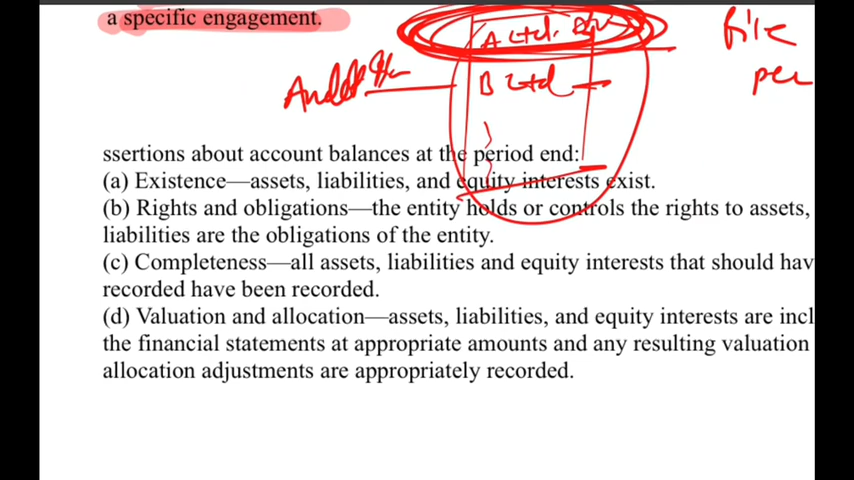 a specific engagement.
A Ltd.
file
Audit
B Ltd
per
ssertions about account balances at the period end:
(a) Existence—assets, liabilities, and equity interests exist.
(b) Rights and obligations—the entity holds or controls the rights to assets,
liabilities are the obligations of the entity.
(c) Completeness—all assets, liabilities and equity interests that should hav
recorded have been recorded.
(d) Valuation and allocation—assets, liabilities, and equity interests are incl
the financial statements at appropriate amounts and any resulting valuation
allocation adjustments are appropriately recorded.